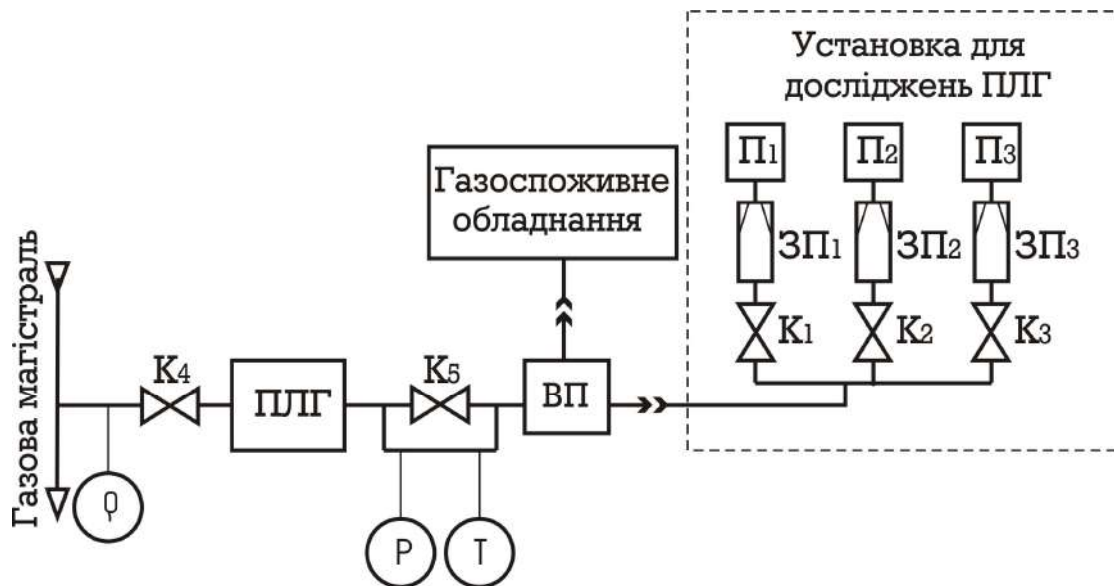 Установка для
досліджень ПЛГ
П1
П2
П3
Газоспоживне
обладнання
ЗП1
ЗП2
ЗП3
Газова магістраль
К1
К2
К3
К4
К5
ПЛГ
ВП
Q
P
T